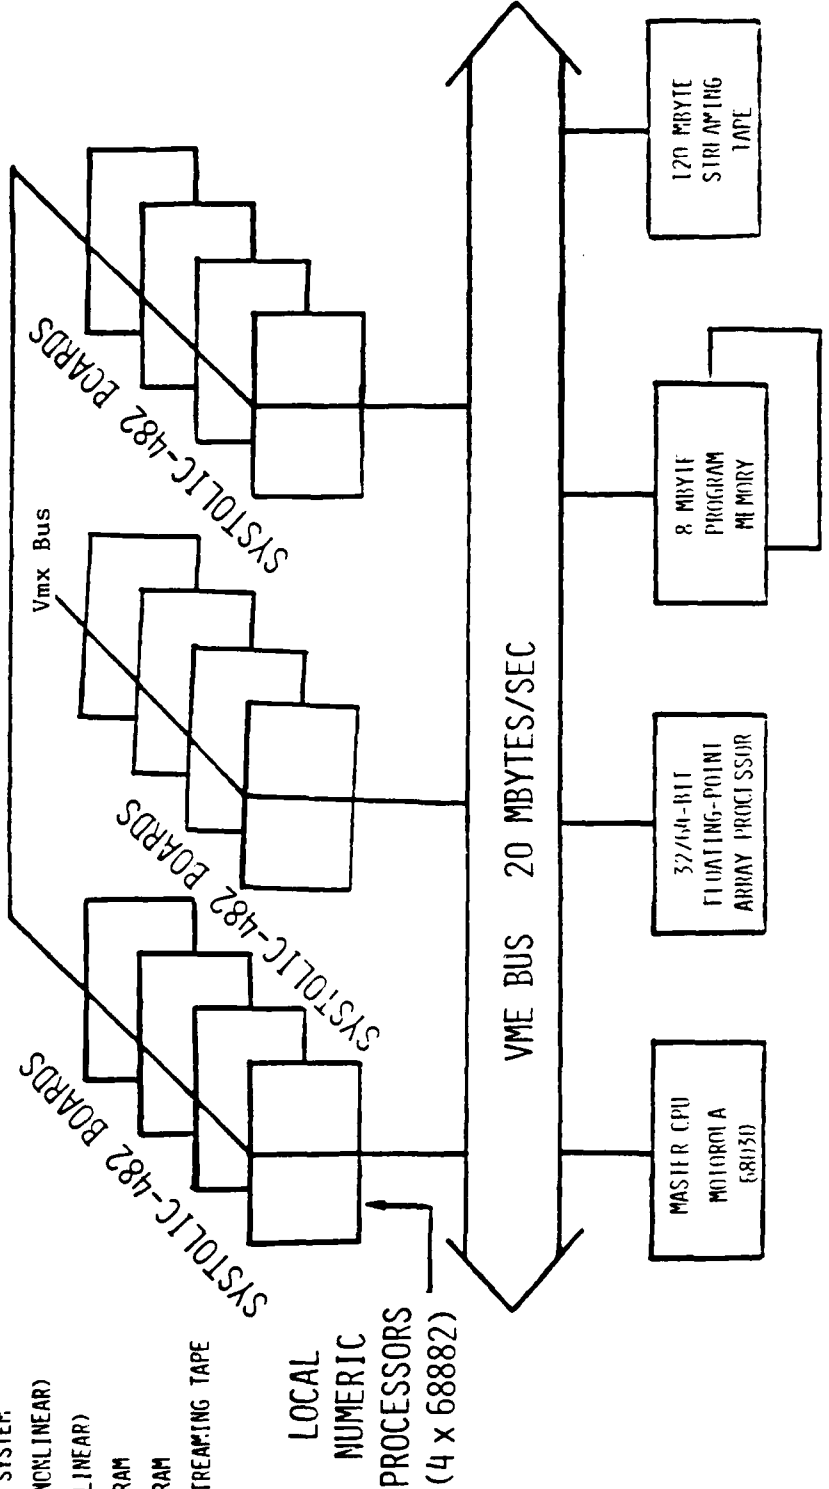 SYSTEM
NONLINEAR)
LINEAR)
RAM
RAM
TREAMING TAPE
Vmx Bus
SYSTOLIC-482 BOARDS
SYSTOLIC-482 BOARDS
SYSTOLIC-482 BOARDS
LOCAL
NUMERIC
PROCESSORS
(4 x 68882)
VME BUS 20 MBYTES/SEC
MASTER CPU
MOTOROLA
68030
32/64-BIT
FLOATING-POINT
ARRAY PROCESSOR
8 MBYTE
PROGRAM
MEMORY
120 MBYTE
STREAMING
TAPE